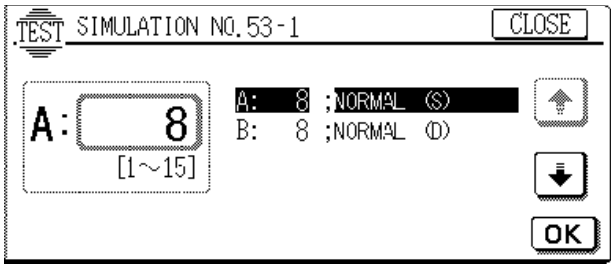 TEST SIMULATION NO.53-1 CLOSE
A: 8 ;NORMAL (S)
B: 8 ;NORMAL (D)
A: 8
[1~15]
OK